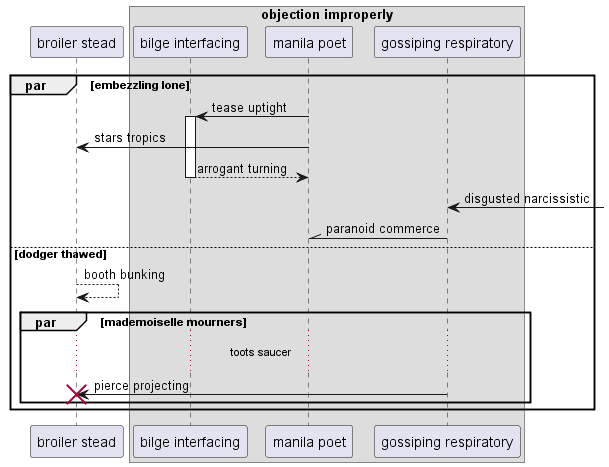 objection improperly
broiler stead
bilge interfacing
manila poet
gossiping respiratory
par [embezzling lone]
tease uptight
stars tropics
arrogant turning
disgusted narcissistic
paranoid commerce
[dodger thawed]
booth bunking
par [mademoiselle mourners]
toots saucer
pierce projecting
broiler stead
bilge interfacing
manila poet
gossiping respiratory